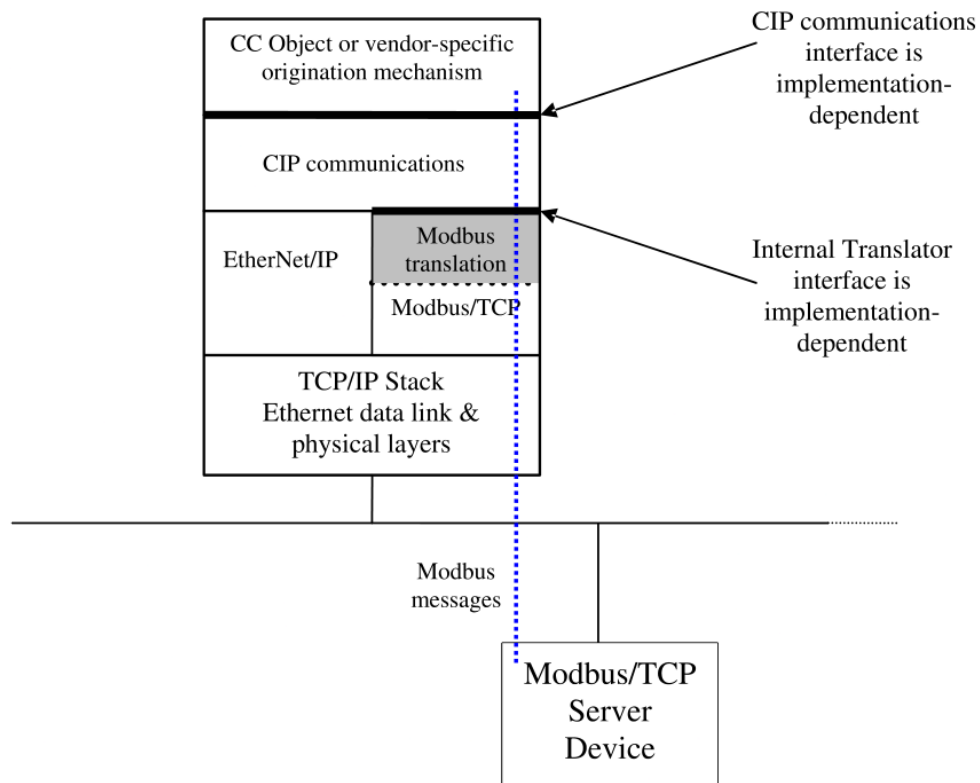 CC Object or vendor-specific
origination mechanism
CIP communications
interface is
implementation-
dependent
CIP communications
EtherNet/IP
Modbus
translation
Modbus/TCP
Internal Translator
interface is
implementation-
dependent
TCP/IP Stack
Ethernet data link &
physical layers
Modbus
messages
Modbus/TCP
Server
Device